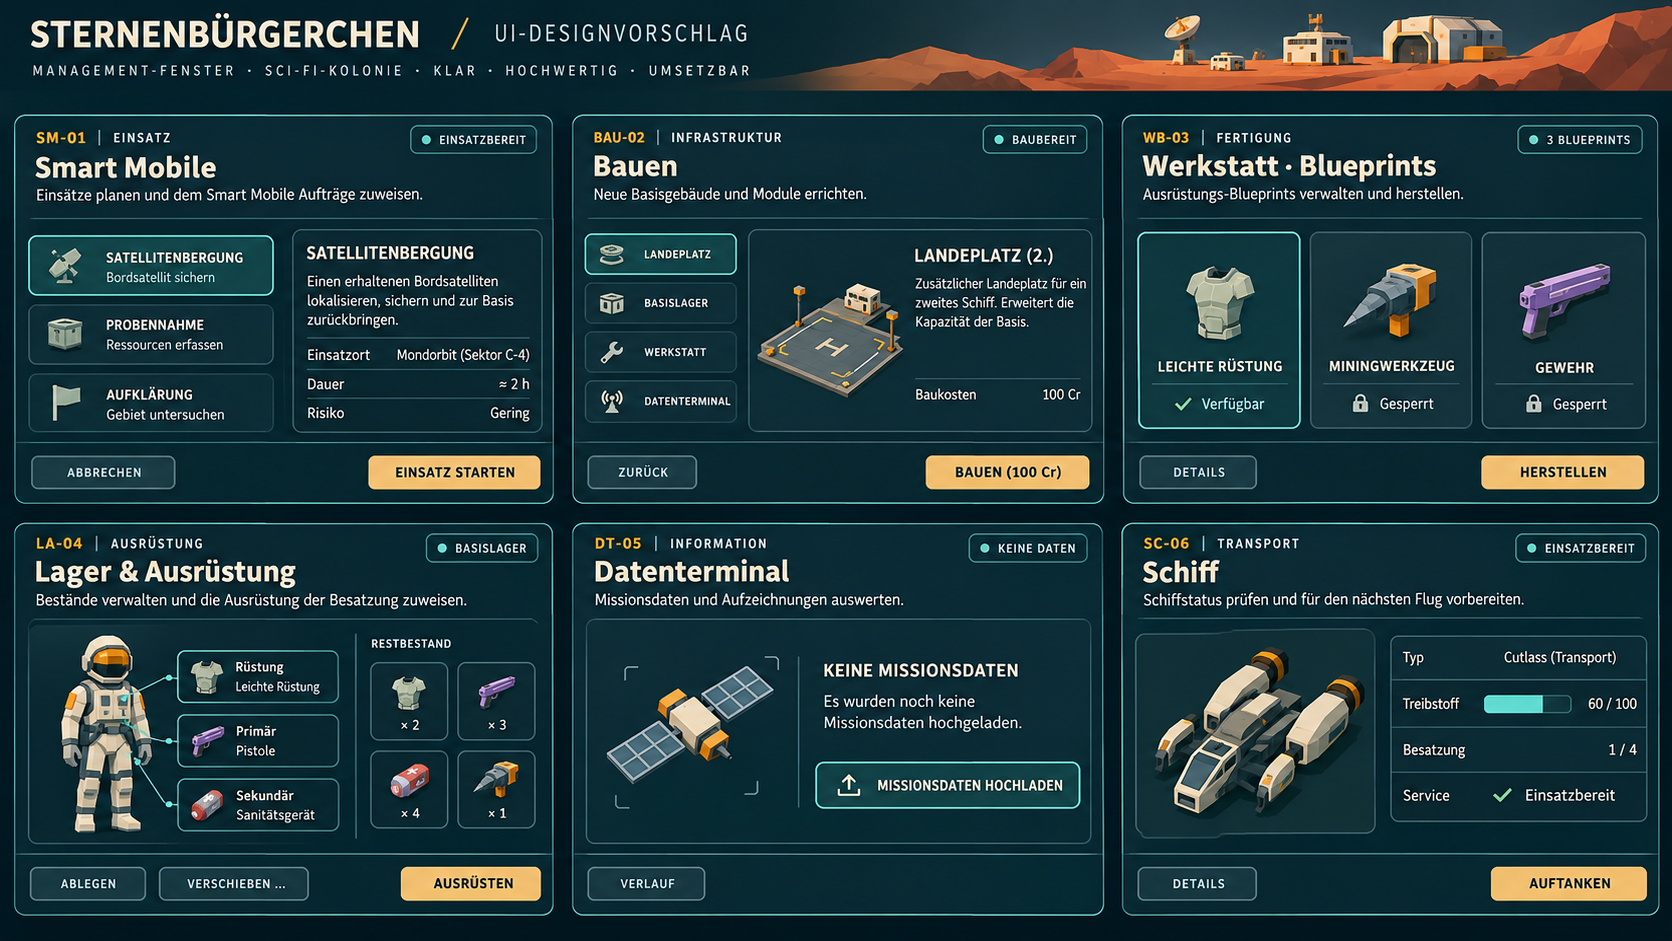 STERNENBÜRGERCHEN / UI-DESIGNVORSCHLAG
MANAGEMENT-FENSTER · SCI-FI-KOLONIE · KLAR · HOCHWERTIG · UMSETZBAR
SM-01 | EINSATZ
EINSATZBEREIT
Smart Mobile
Einsätze planen und dem Smart Mobile Aufträge zuweisen.
SATELLITENBERGUNG
Bordsatellit sichern
PROBENNAHME
Ressourcen erfassen
AUFKLÄRUNG
Gebiet untersuchen
SATELLITENBERGUNG
Einen erhaltenen Bordsatelliten
lokalisieren, sichern und zur Basis
zurückbringen.
Einsatzort Mondorbit (Sektor C-4)
Dauer ≈ 2 h
Risiko Gering
ABBRECHEN
EINSATZ STARTEN
BAU-02 | INFRASTRUKTUR
BAUBEREIT
Bauen
Neue Basisgebäude und Module errichten.
LANDEPLATZ
BASISLAGER
WERKSTATT
DATENTERMINAL
H
LANDEPLATZ (2.)
Zusätzlicher Landeplatz für ein
zweites Schiff. Erweitert die
Kapazität der Basis.
Baukosten 100 Cr
ZURÜCK
BAUEN (100 Cr)
WB-03 | FERTIGUNG
3 BLUEPRINTS
Werkstatt · Blueprints
Ausrüstungs-Blueprints verwalten und herstellen.
LEICHTE RÜSTUNG
Verfügbar
MININGWERKZEUG
Gesperrt
GEWEHR
Gesperrt
DETAILS
HERSTELLEN
LA-04 | AUSRÜSTUNG
BASISLAGER
Lager & Ausrüstung
Bestände verwalten und die Ausrüstung der Besatzung zuweisen.
Rüstung
Leichte Rüstung
Primär
Pistole
Sekundär
Sanitätsgerät
RESTBESTAND
× 2
× 3
× 4
× 1
ABLEGEN
VERSCHIEBEN ...
AUSRÜSTEN
DT-05 | INFORMATION
KEINE DATEN
Datenterminal
Missionsdaten und Aufzeichnungen auswerten.
KEINE MISSIONSDATEN
Es wurden noch keine
Missionsdaten hochgeladen.
MISSIONSDATEN HOCHLADEN
VERLAUF
SC-06 | TRANSPORT
EINSATZBEREIT
Schiff
Schiffstatus prüfen und für den nächsten Flug vorbereiten.
Typ Cutlass (Transport)
Treibstoff 60 / 100
Besatzung 1 / 4
Service Einsatzbereit
DETAILS
AUFTANKEN